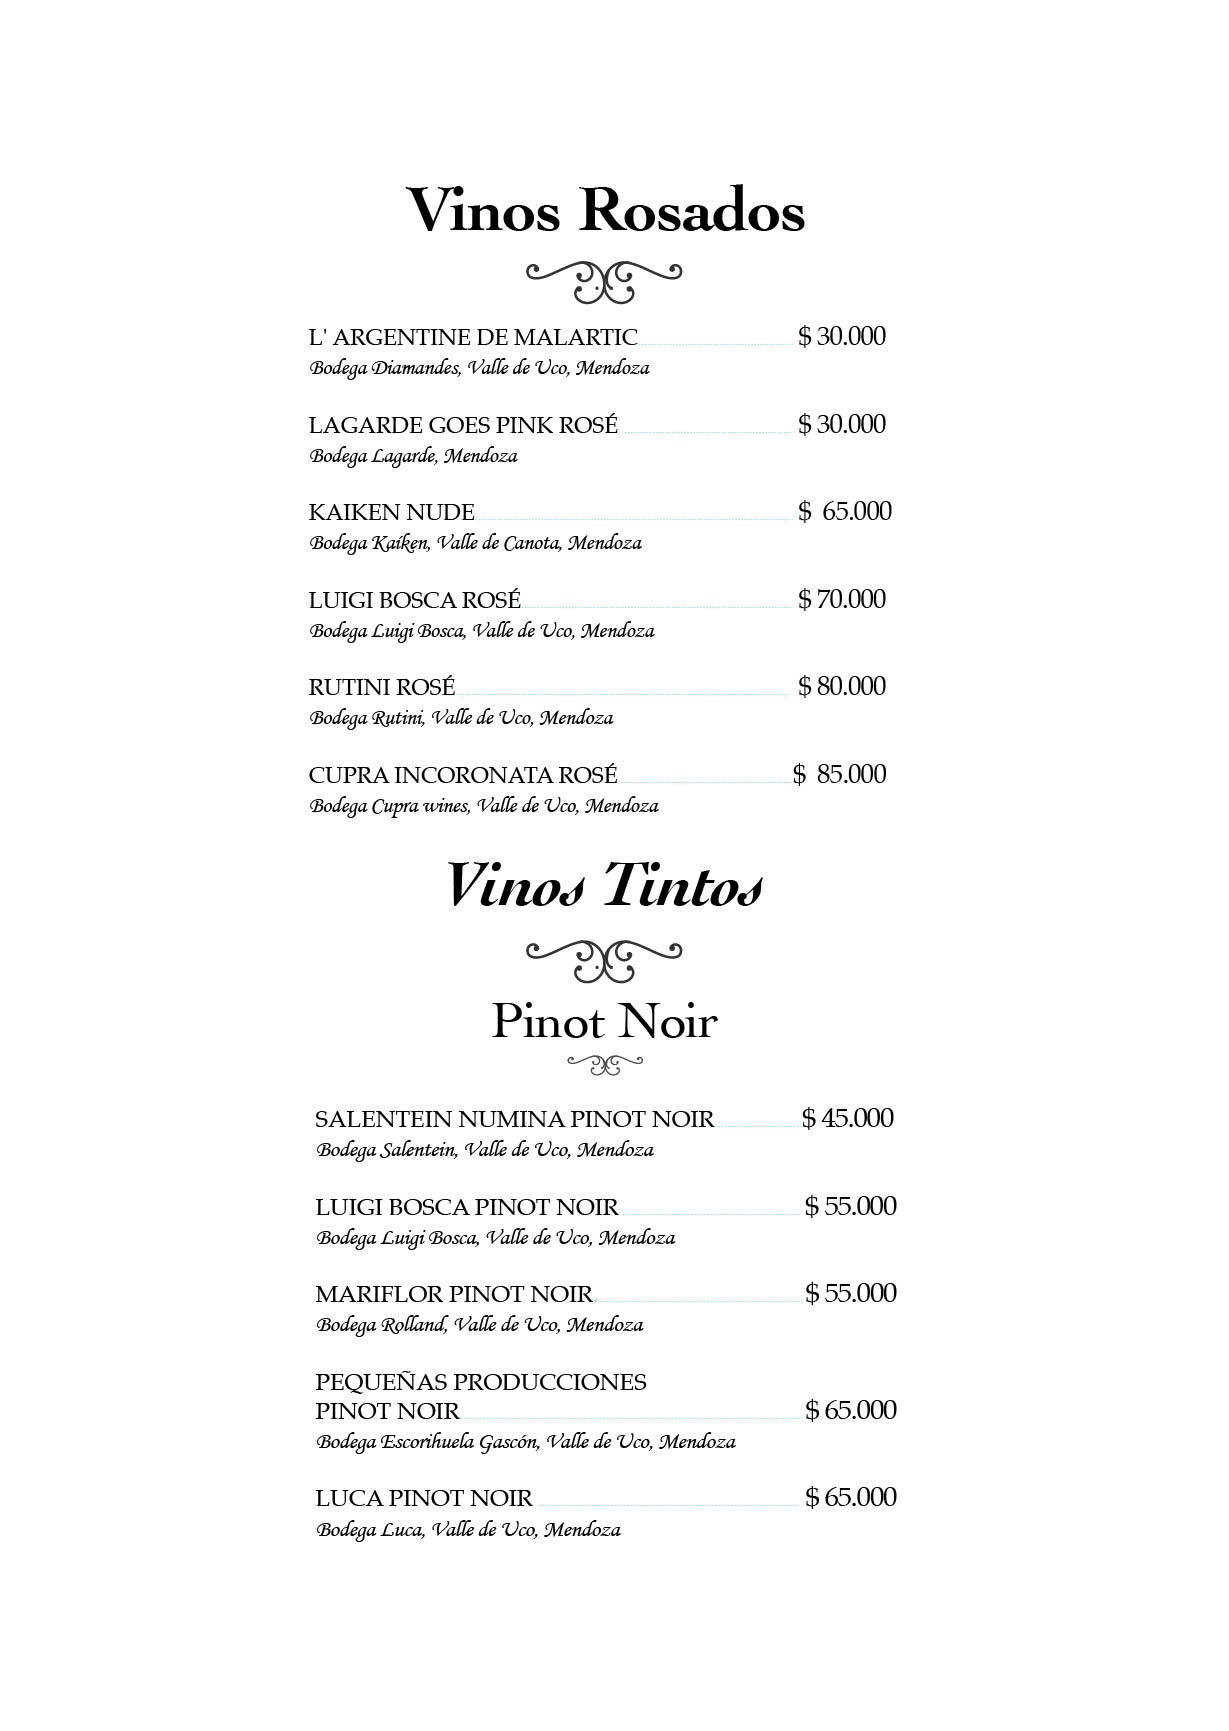 Vinos Rosados
L' ARGENTINE DE MALARTIC $ 30.000
Bodega Diamandes, Valle de Uco, Mendoza
LAGARDE GOES PINK ROSÉ $ 30.000
Bodega Lagarde, Mendoza
KAIKEN NUDE $ 65.000
Bodega Kaiken, Valle de Canota, Mendoza
LUIGI BOSCA ROSÉ $ 70.000
Bodega Luigi Bosca, Valle de Uco, Mendoza
RUTINI ROSÉ $ 80.000
Bodega Rutini, Valle de Uco, Mendoza
CUPRA INCORONATA ROSÉ $ 85.000
Bodega Cupra wines, Valle de Uco, Mendoza
Vinos Tintos
Pinot Noir
SALENTEIN NUMINA PINOT NOIR $ 45.000
Bodega Salentein, Valle de Uco, Mendoza
LUIGI BOSCA PINOT NOIR $ 55.000
Bodega Luigi Bosca, Valle de Uco, Mendoza
MARIFLOR PINOT NOIR $ 55.000
Bodega Rolland, Valle de Uco, Mendoza
PEQUEÑAS PRODUCCIONES
PINOT NOIR $ 65.000
Bodega Escorihuela Gascón, Valle de Uco, Mendoza
LUCA PINOT NOIR $ 65.000
Bodega Luca, Valle de Uco, Mendoza